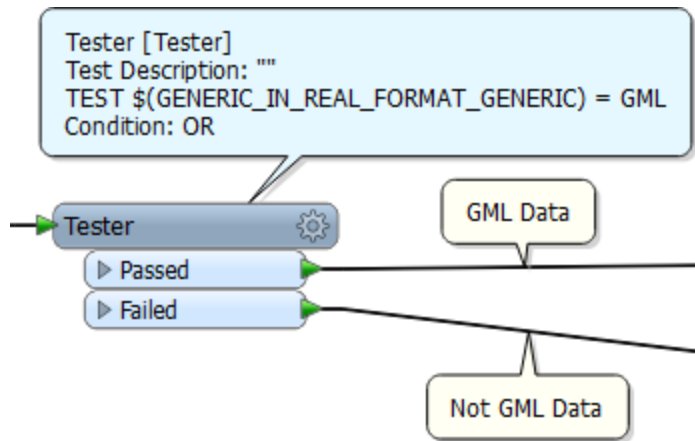 Tester [Tester]
Test Description: ""
TEST $(GENERIC_IN_REAL_FORMAT_GENERIC) = GML
Condition: OR
Tester
GML Data
Passed
Failed
Not GML Data